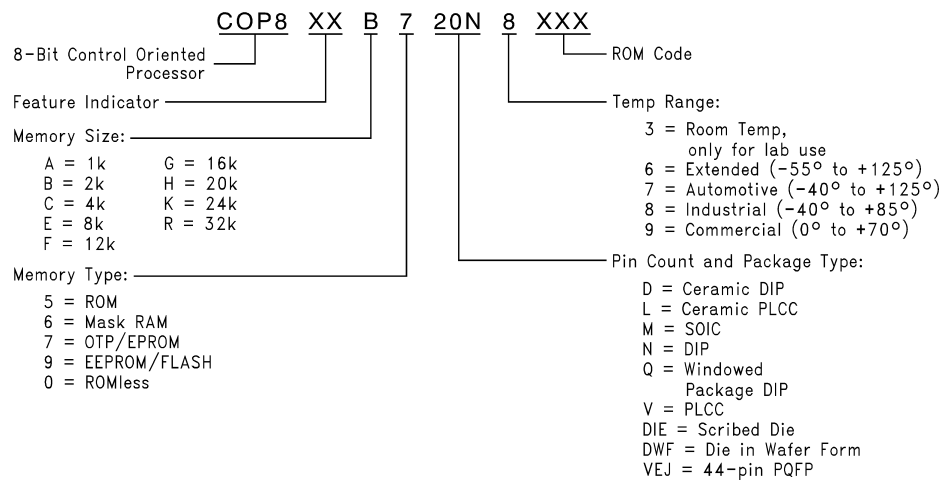 COP8 XX B 7 20N 8 XXX
8-Bit Control Oriented
Processor
Feature Indicator
Memory Size:
A = 1k G = 16k
B = 2k H = 20k
C = 4k K = 24k
E = 8k R = 32k
F = 12k
Memory Type:
5 = ROM
6 = Mask RAM
7 = OTP/EPROM
9 = EEPROM/FLASH
0 = ROMless
ROM Code
Temp Range:
3 = Room Temp,
only for lab use
6 = Extended (-55° to +125°)
7 = Automotive (-40° to +125°)
8 = Industrial (-40° to +85°)
9 = Commercial (0° to +70°)
Pin Count and Package Type:
D = Ceramic DIP
L = Ceramic PLCC
M = SOIC
N = DIP
Q = Windowed
Package DIP
V = PLCC
DIE = Scribed Die
DWF = Die in Wafer Form
VEJ = 44-pin PQFP